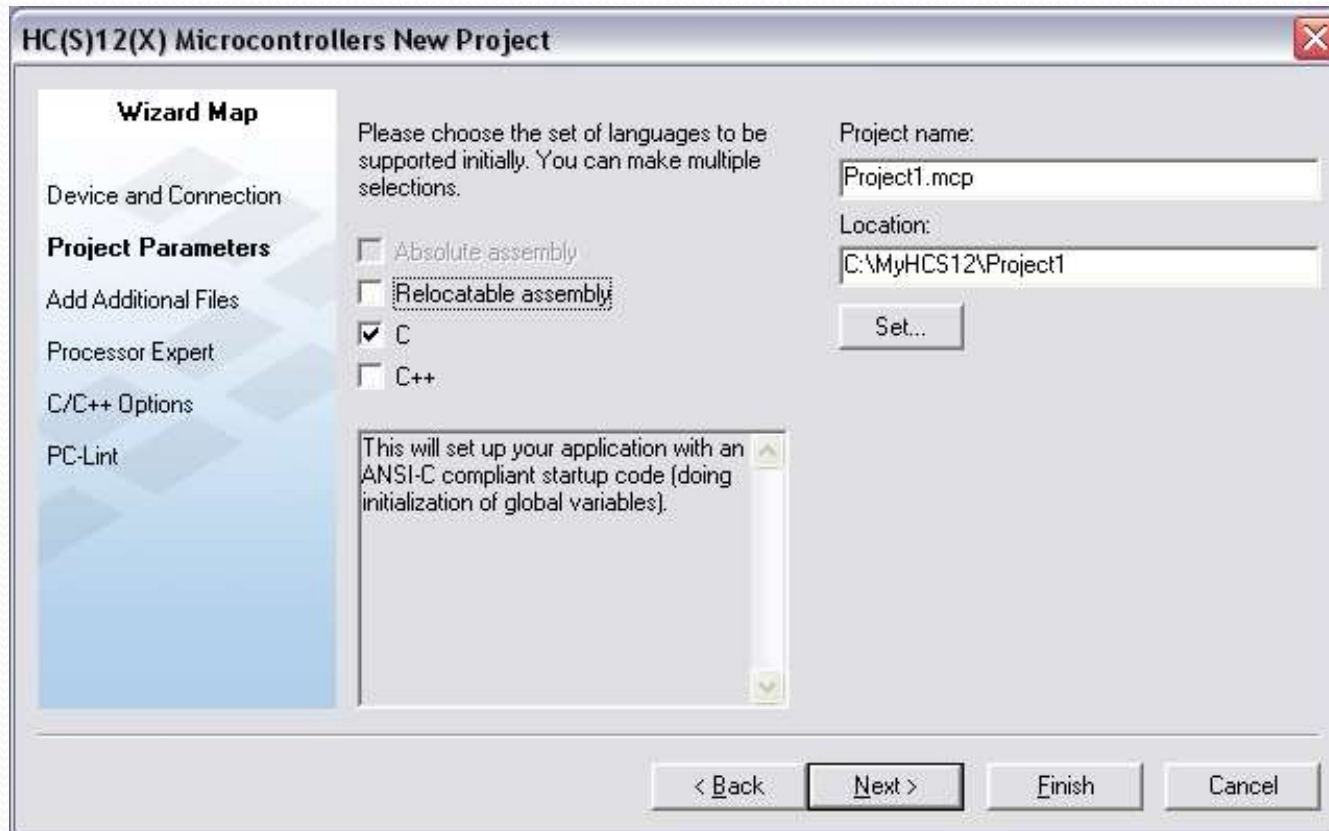 HC(S)12(X) Microcontrollers New Project
Wizard Map
Device and Connection
Project Parameters
Add Additional Files
Processor Expert
C/C++ Options
PC-Lint
Please choose the set of languages to be
supported initially. You can make multiple
selections.
Absolute assembly
Relocatable assembly
C
C++
This will set up your application with an
ANSI-C compliant startup code (doing
initialization of global variables).
Project name:
Project1.mcp
Location:
C:\MyHCS12\Project1
Set...
< Back
Next >
Finish
Cancel